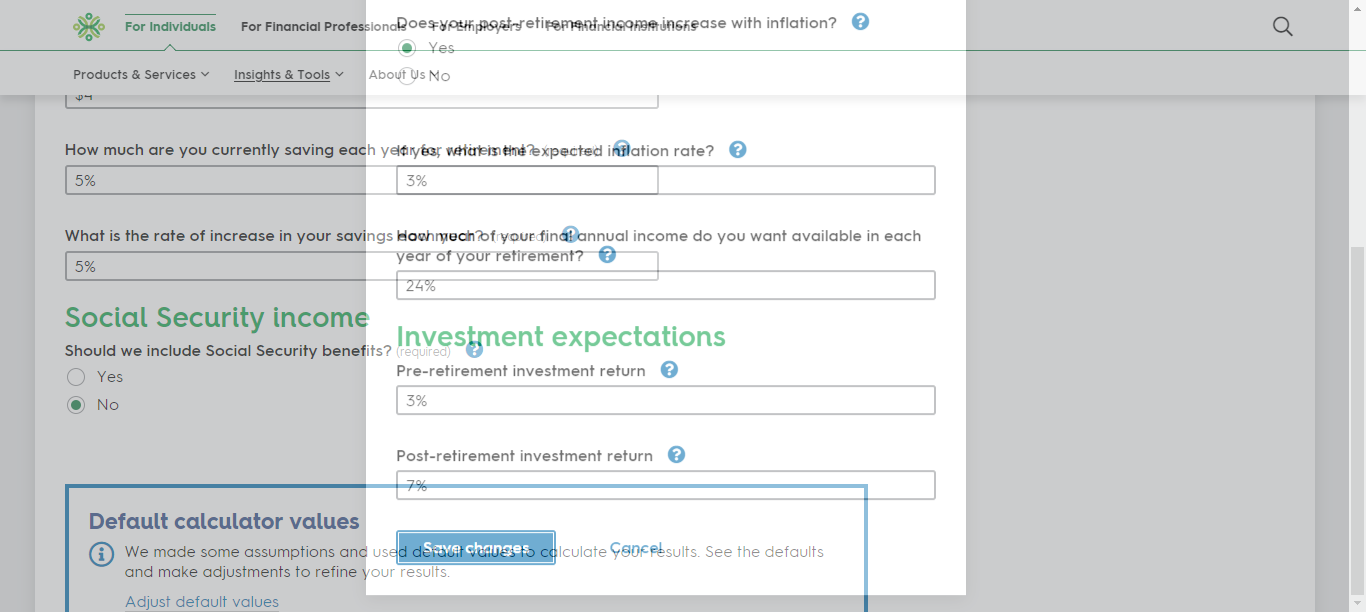 For Individuals
For Financial Professionals
For Employers
For Financial Institutions
Products & Services
Insights & Tools
About Us
$4
How much are you currently saving each year for retirement? (required)
5%
What is the rate of increase in your savings each year? (required)
5%
Social Security income
Should we include Social Security benefits? (required)
Yes
No
Default calculator values
We made some assumptions and used default values to calculate your results. See the defaults
and make adjustments to refine your results.
Adjust default values
Does your post-retirement income increase with inflation?
Yes
No
If yes, what is the expected inflation rate?
3%
How much of your final annual income do you want available in each
year of your retirement?
24%
Investment expectations
Pre-retirement investment return
3%
Post-retirement investment return
7%
Save changes
Cancel